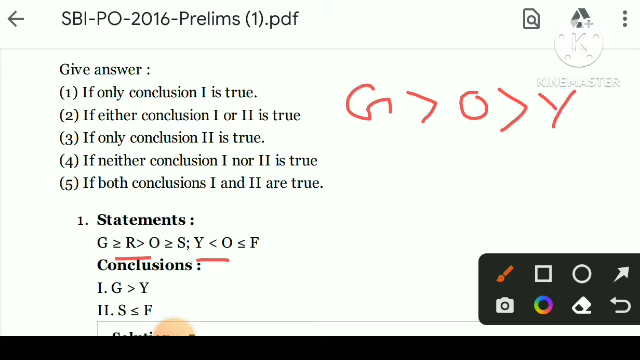 SBI-PO-2016-Prelims (1).pdf
K
KINEMASTER
Give answer :
(1) If only conclusion I is true.
(2) If either conclusion I or II is true
(3) If only conclusion II is true.
(4) If neither conclusion I nor II is true
(5) If both conclusions I and II are true.
G > O > Y
1. Statements :
G ≥ R> O ≥ S; Y < O ≤ F
Conclusions :
I. G > Y
II. S ≤ F